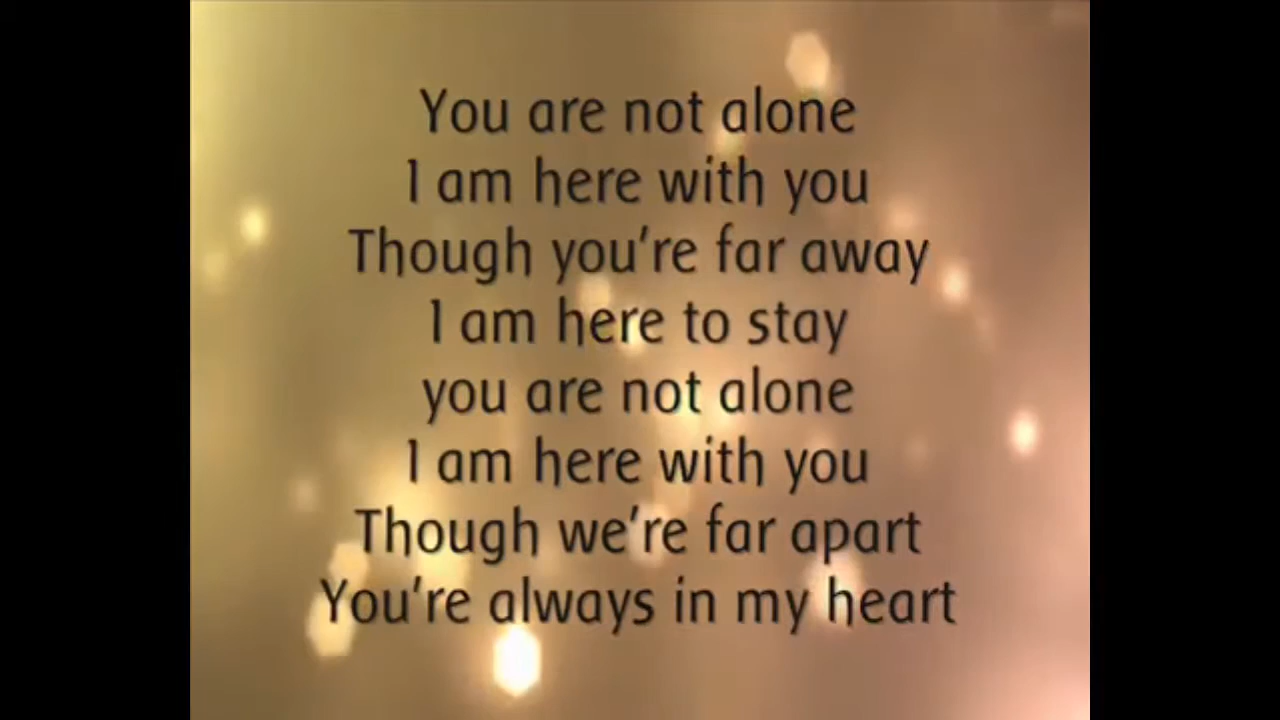 You are not alone
I am here with you
Though you're far away
I am here to stay
you are not alone
I am here with you
Though we're far apart
You're always in my heart